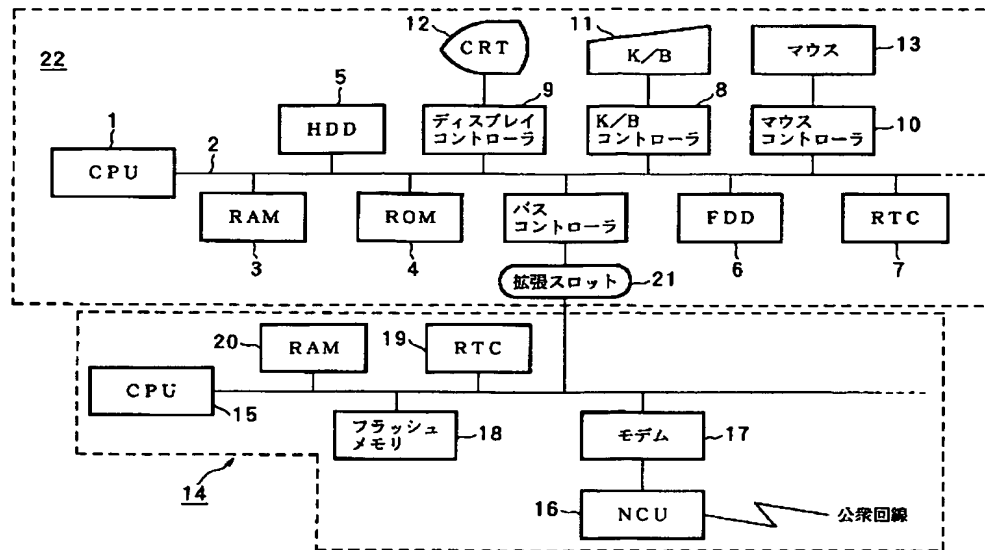 12
CRT
11
K/B
マウス
13
22
5
HDD
9
ディスプレイ
コントローラ
8
K/B
コントローラ
マウス
コントローラ
10
1
CPU
2
RAM
3
ROM
4
バス
コントローラ
FDD
6
RTC
7
拡張スロット
21
20
RAM
19
RTC
CPU
15
フラッシュ
メモリ
18
モデム
17
14
16
NCU
公衆回線